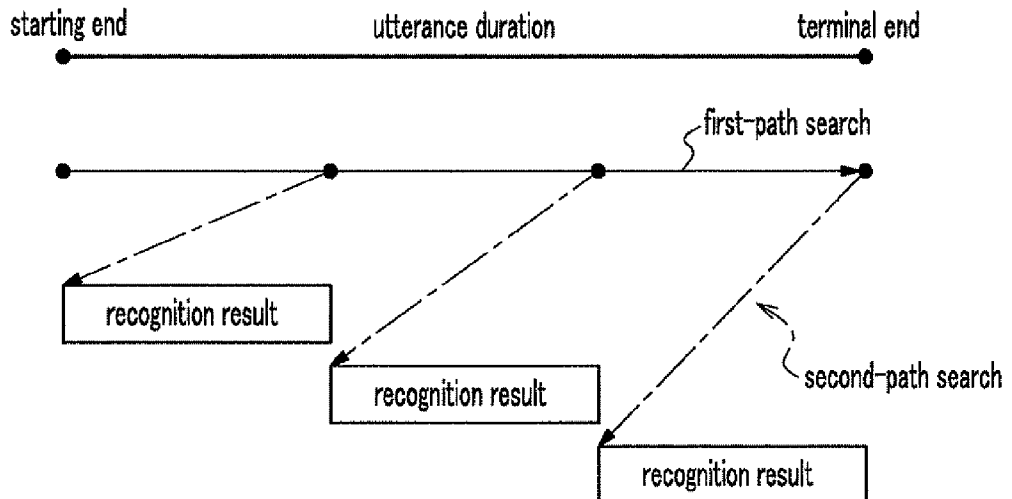 starting end
utterance duration
terminal end
first-path search
recognition result
recognition result
second-path search
recognition result